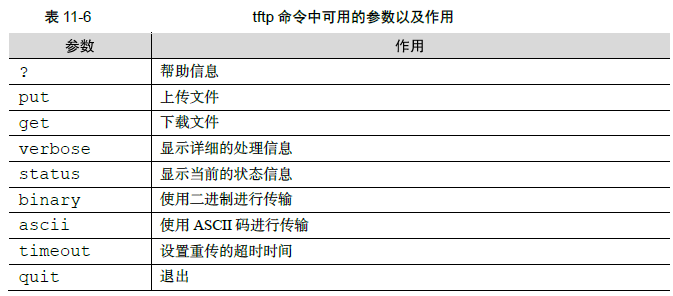 表 11-6 tftp 命令中可用的参数以及作用
参数 作用
? 帮助信息
put 上传文件
get 下载文件
verbose 显示详细的处理信息
status 显示当前的状态信息
binary 使用二进制进行传输
ascii 使用 ASCII 码进行传输
timeout 设置重传的超时时间
quit 退出